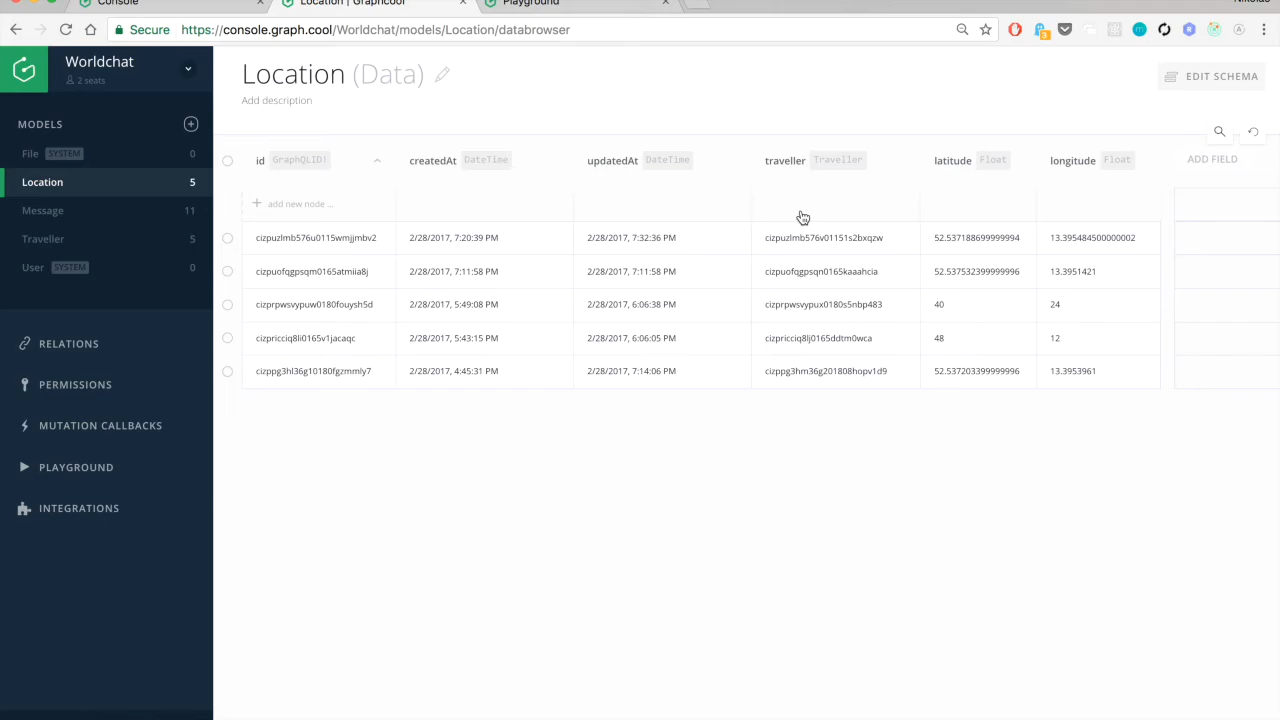 Console
Location | Graphcool
Playground
Secure https://console.graph.cool/Worldchat/models/Location/databrowser
3
Worldchat
2 seats
Location (Data)
EDIT SCHEMA
Add description
MODELS
File SYSTEM 0
Location 5
Message 11
Traveller 5
User SYSTEM 0
RELATIONS
PERMISSIONS
MUTATION CALLBACKS
PLAYGROUND
INTEGRATIONS
id GraphQLID! createdAt DateTime updatedAt DateTime traveller Traveller latitude Float longitude Float ADD FIELD
+ add new node ...
cizpuzlmb576u0115wmjjmbv2 2/28/2017, 7:20:39 PM 2/28/2017, 7:32:36 PM cizpuzlmb576v01151s2bxqzw 52.537188699999994 13.395484500000002
cizpuofqgpsqm0165atmiia8j 2/28/2017, 7:11:58 PM 2/28/2017, 7:11:58 PM cizpuofqgpsqn0165kaaahcia 52.537532399999996 13.3951421
cizprpwsvypuw0180fouysh5d 2/28/2017, 5:49:08 PM 2/28/2017, 6:06:38 PM cizprpwsvypux0180s5nbp483 40 24
cizpricciq8li0165v1jacaqc 2/28/2017, 5:43:15 PM 2/28/2017, 6:06:05 PM cizpricciq8lj0165ddtm0wca 48 12
cizppg3hl36g10180fgzmmly7 2/28/2017, 4:45:31 PM 2/28/2017, 7:14:06 PM cizppg3hm36g201808hopv1d9 52.537203399999996 13.3953961